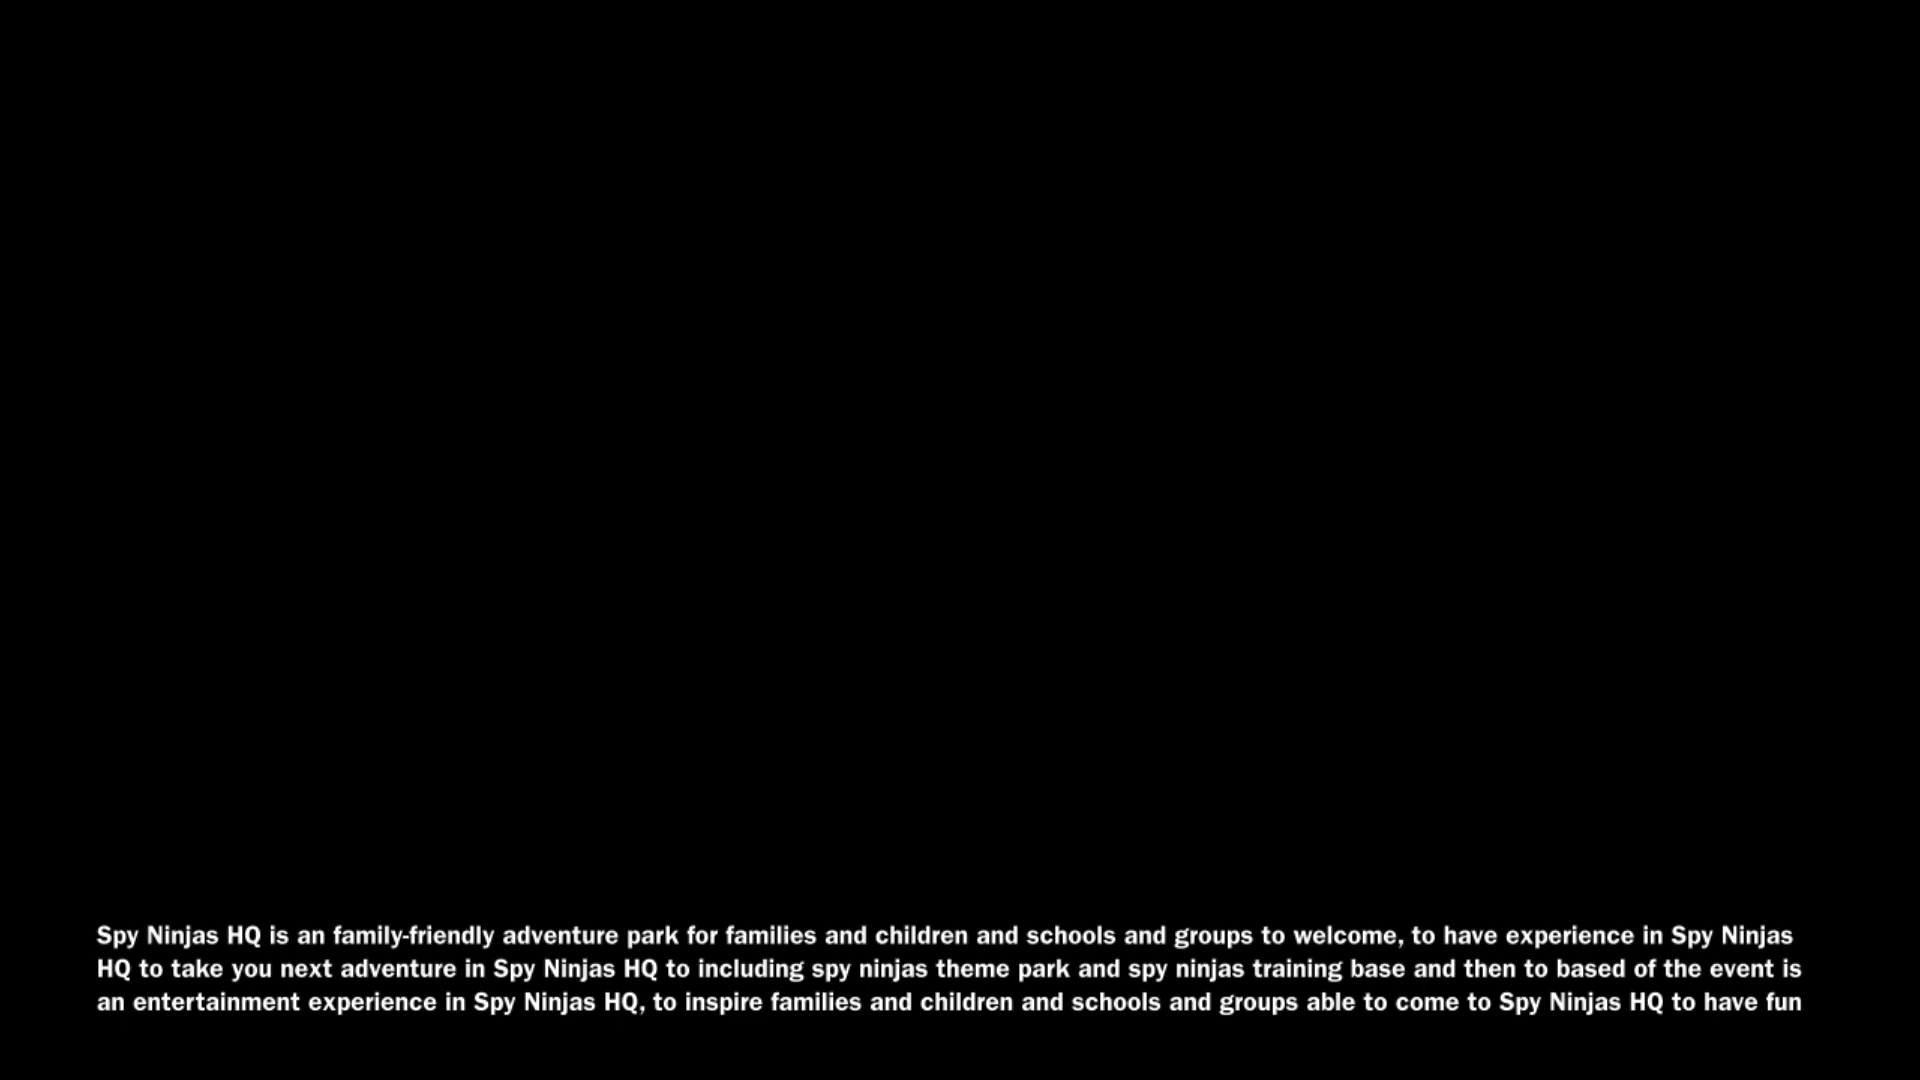 Spy Ninjas HQ is an family-friendly adventure park for families and children and schools and groups to welcome, to have experience in Spy Ninjas
HQ to take you next adventure in Spy Ninjas HQ to including spy ninjas theme park and spy ninjas training base and then to based of the event is
an entertainment experience in Spy Ninjas HQ, to inspire families and children and schools and groups able to come to Spy Ninjas HQ to have fun